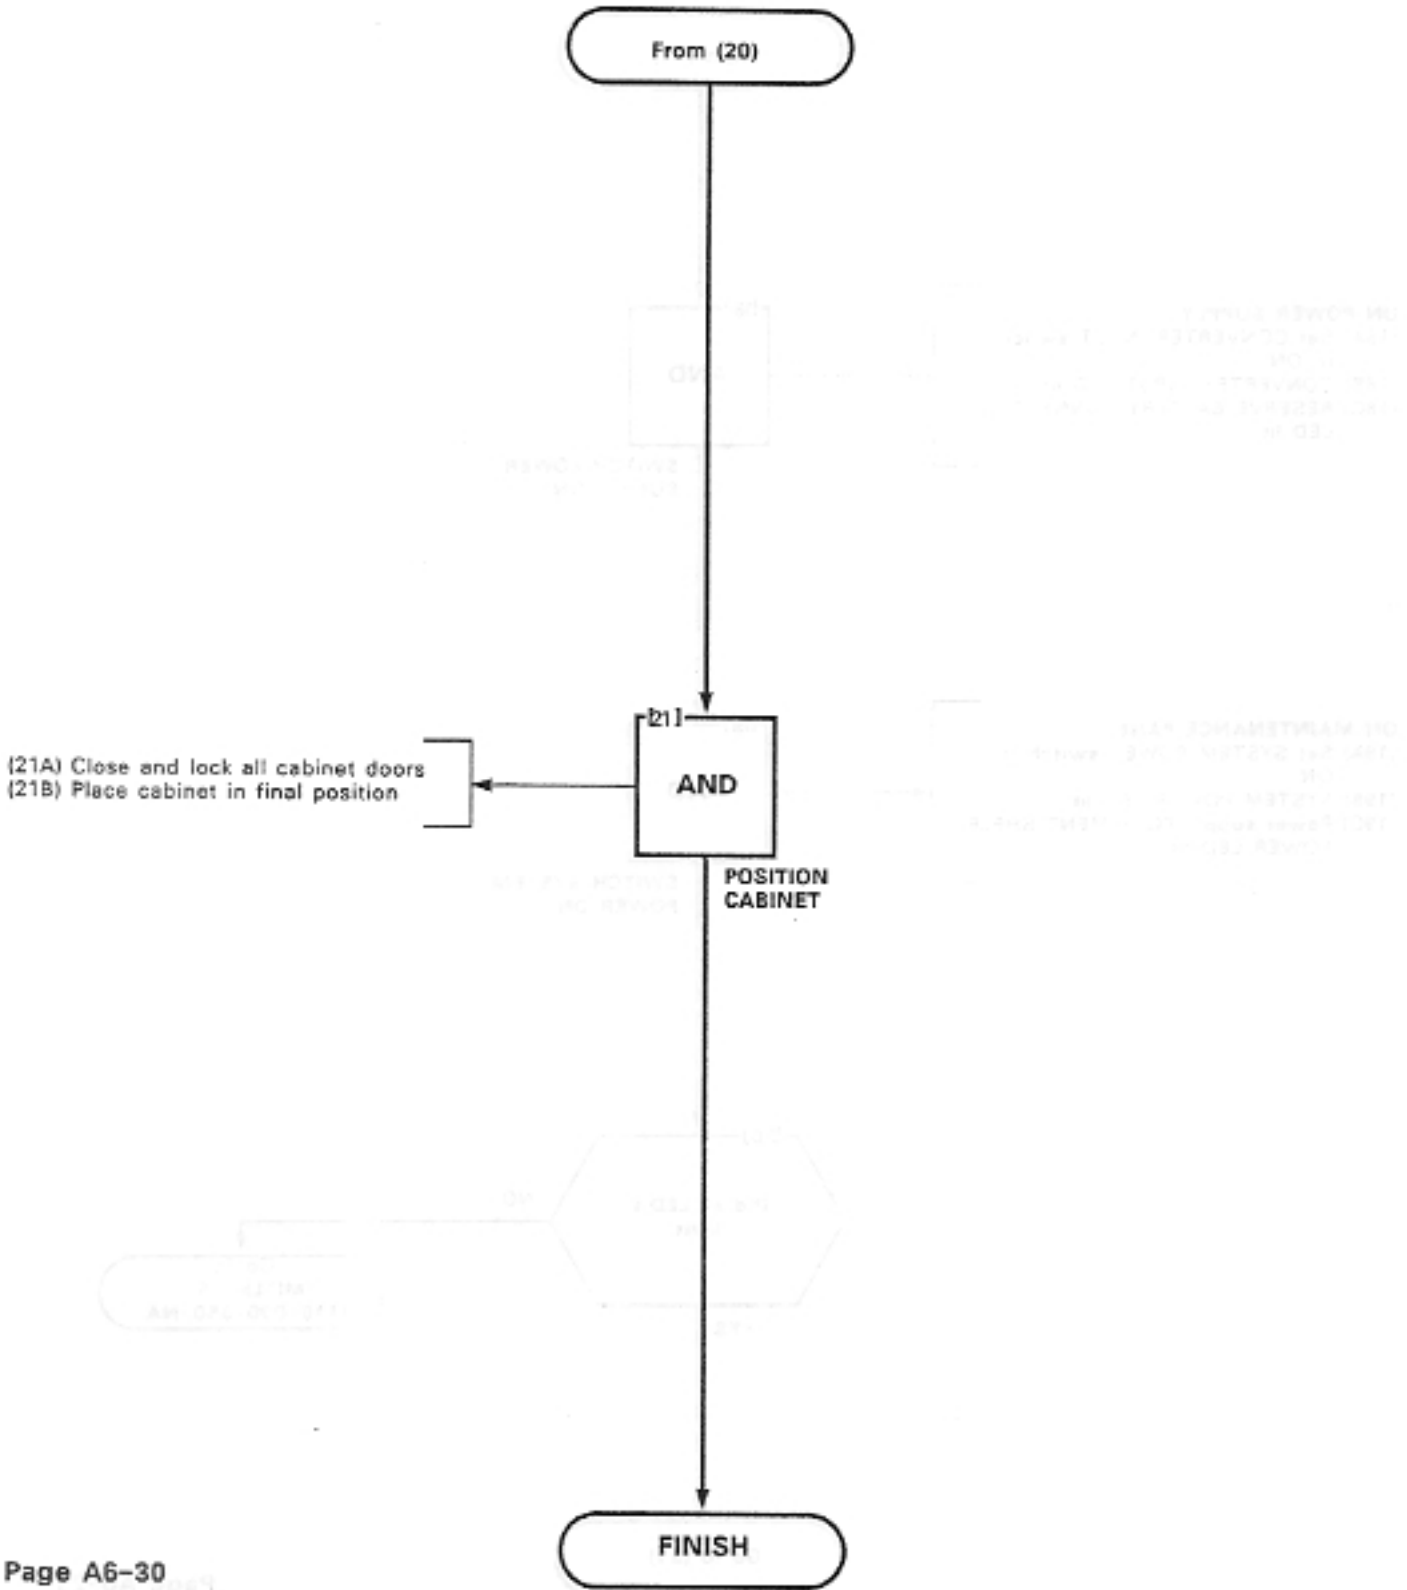 From (20)
[21]
AND
(21A) Close and lock all cabinet doors
(21B) Place cabinet in final position
POSITION
CABINET
FINISH
Page A6-30